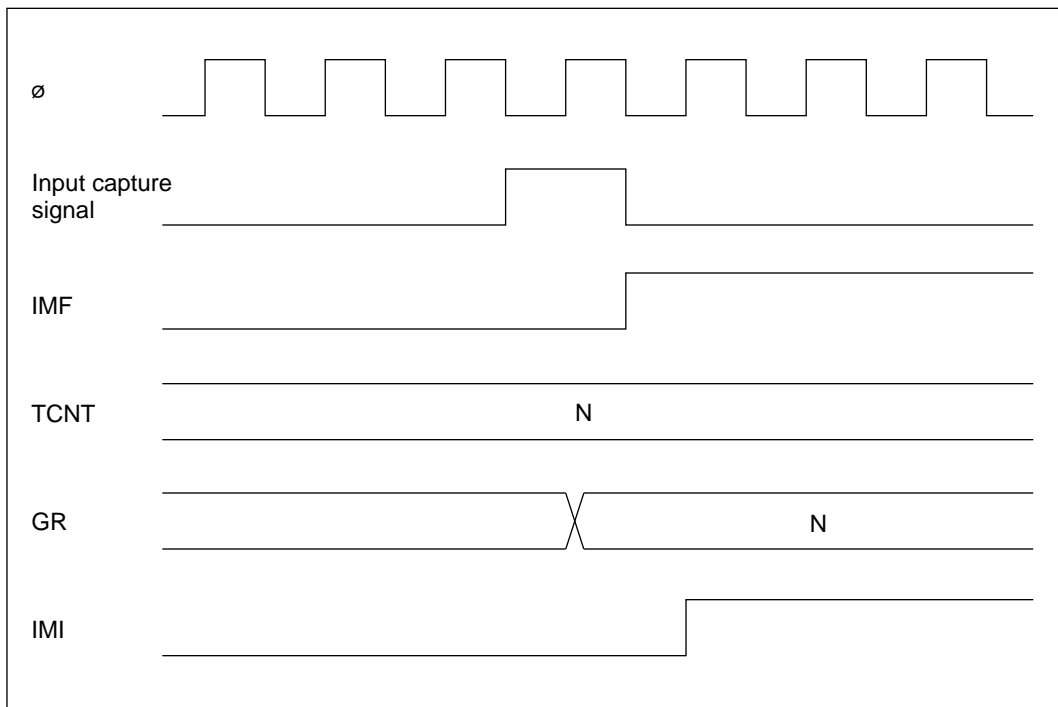 ø
Input capture
signal
IMF
TCNT
N
GR
N
IMI